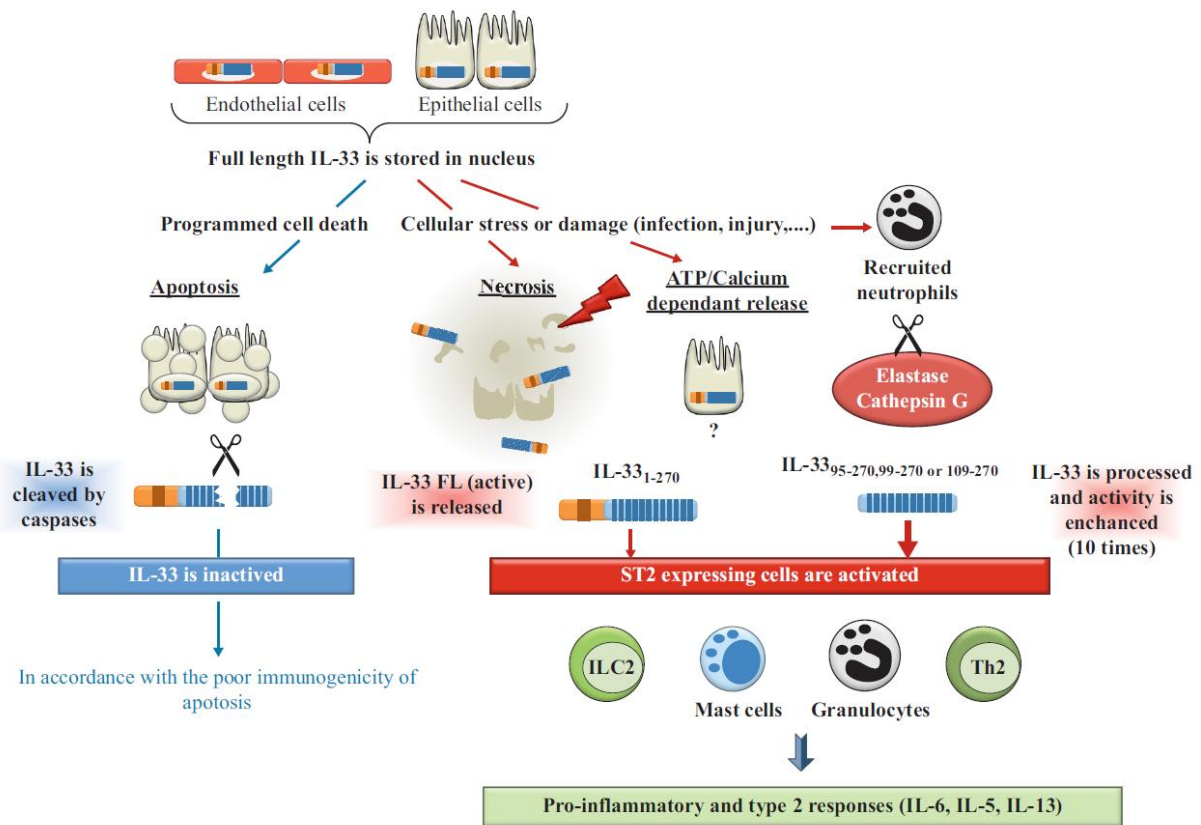 Endothelial cells
Epithelial cells
Full length IL-33 is stored in nucleus
Programmed cell death
Cellular stress or damage (infection, injury,....)
Apoptosis
Necrosis
ATP/Calcium
dependant release
Recruited
neutrophils
Elastase
Cathepsin G
?
IL-33 is
cleaved by
caspases
IL-33 FL (active)
is released
IL-33₁₋₂₇₀
IL-33₉₅₋₂₇₀,₉₉₋₂₇₀ or ₁₀₉₋₂₇₀
IL-33 is processed
and activity is
enchanced
(10 times)
IL-33 is inactived
ST2 expressing cells are activated
In accordance with the poor immunogenicity of
apotosis
ILC2
Mast cells
Granulocytes
Th2
Pro-inflammatory and type 2 responses (IL-6, IL-5, IL-13)